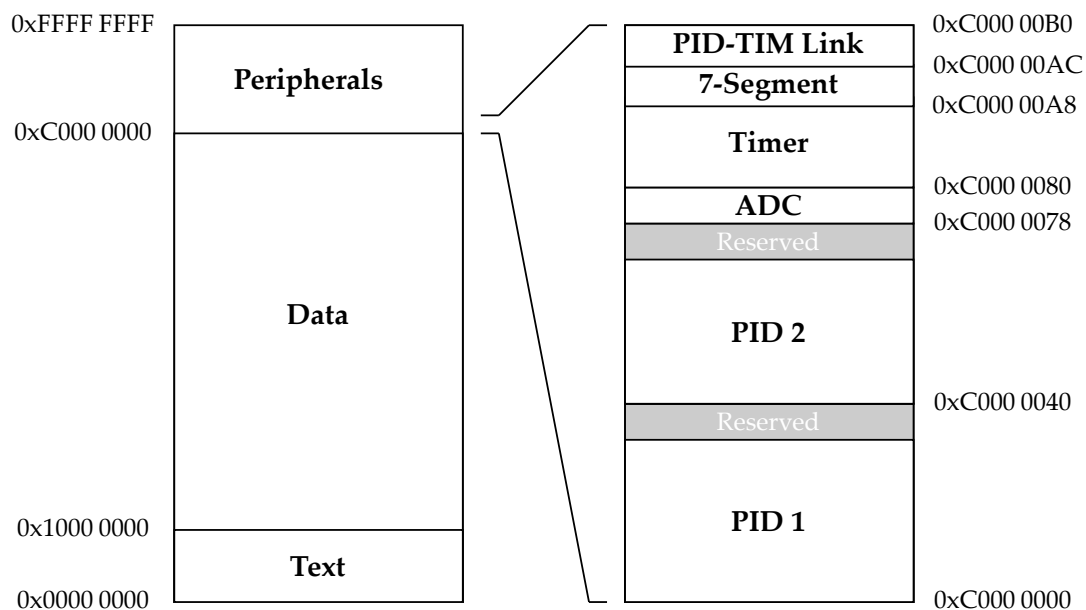 0xFFFF FFFF
Peripherals
0xC000 0000
Data
0x1000 0000
Text
0x0000 0000
0xC000 00B0
PID-TIM Link
0xC000 00AC
7-Segment
0xC000 00A8
Timer
0xC000 0080
ADC
0xC000 0078
Reserved
PID 2
0xC000 0040
Reserved
PID 1
0xC000 0000